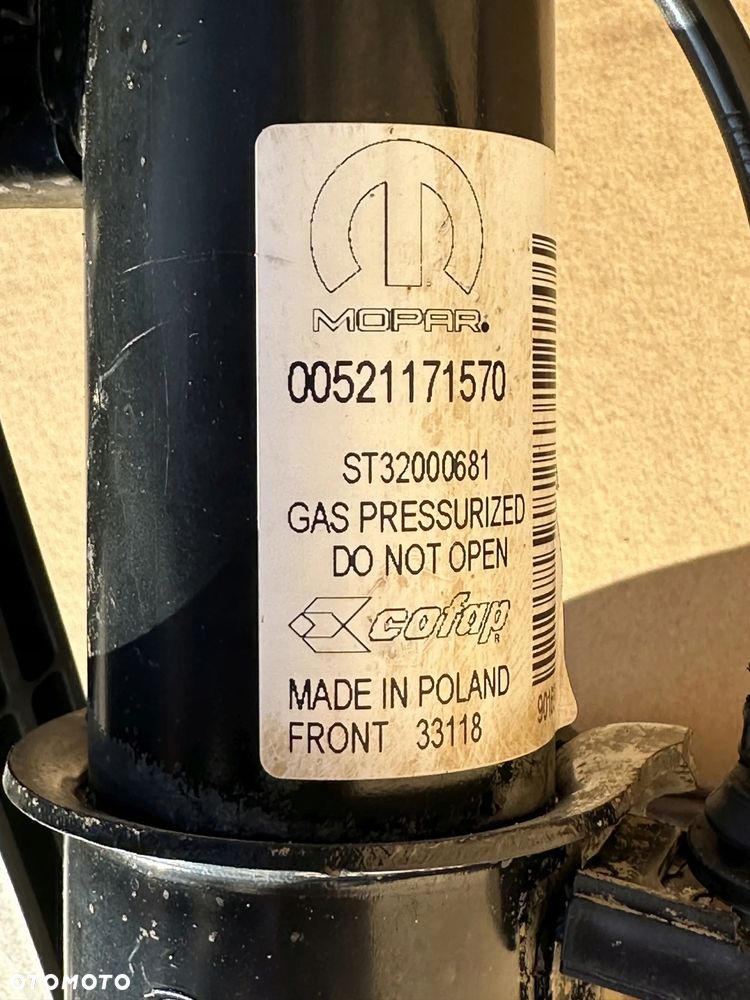 MOPAR.
00521171570
ST32000681
GAS PRESSURIZED
DO NOT OPEN
cofap
R
MADE IN POLAND
FRONT 33118
OTOMOTO